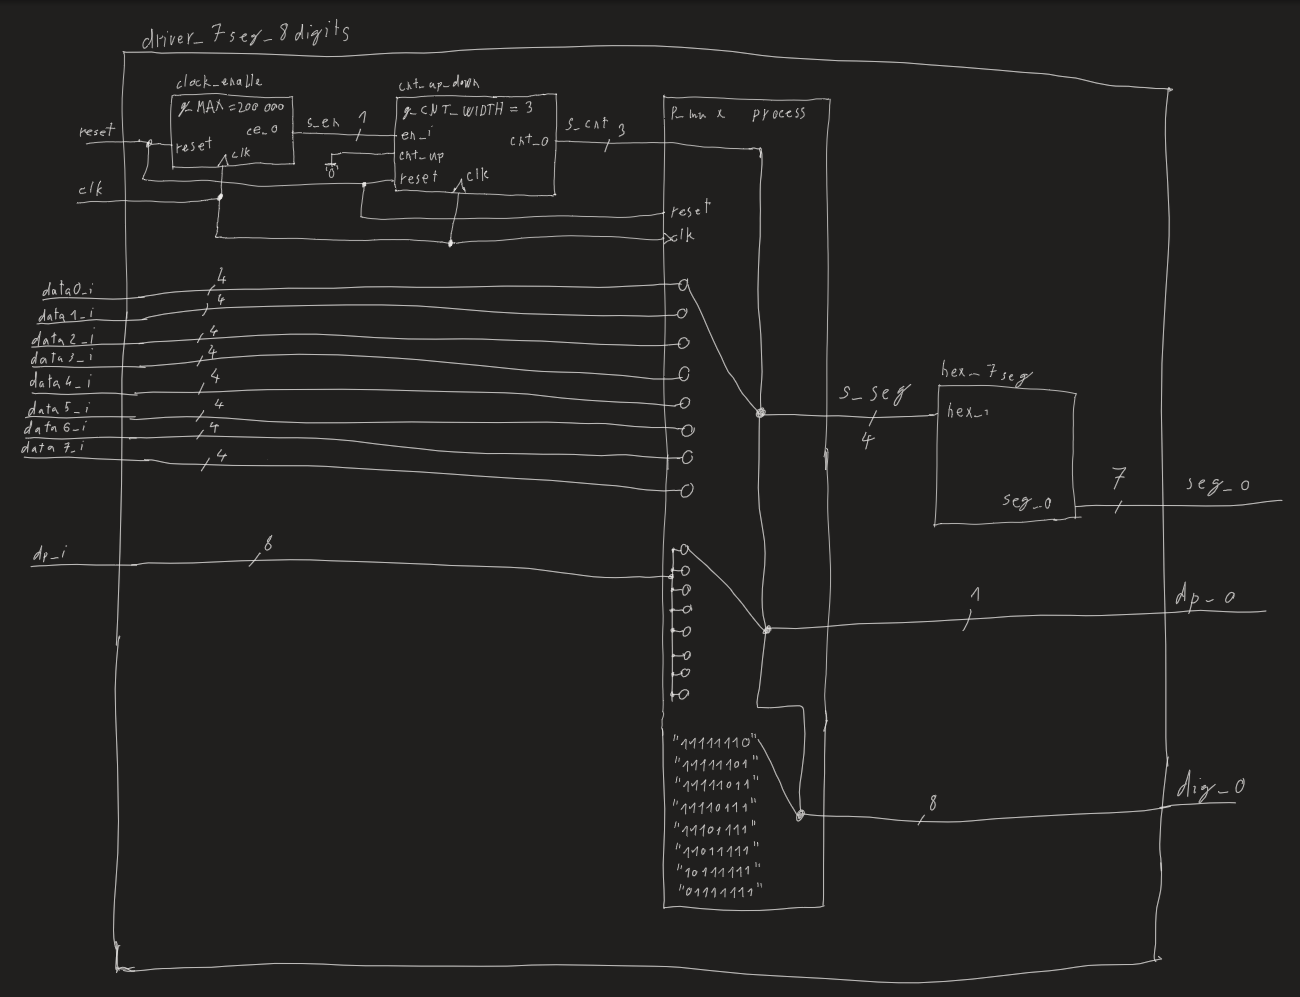 driver_7seg_8digits
clock_enable
g_MAX = 200 000
ce_o
reset
clk
s_en 1
cnt_up_down
g_CNT_WIDTH = 3
en_i
cnt_up
reset
clk
cnt_o
'0'
s_cnt 3
reset
clk
p_mux process
reset
clk
data0_i 4
data1_i 4
data2_i 4
data3_i 4
data4_i 4
data5_i 4
data6_i 4
data7_i 4
s_seg
4
hex_7seg
hex_i
seg_o
7
seg_o
dp_i 8
1
dp_o
"11111110"
"11111101"
"11111011"
"11110111"
"11101111"
"11011111"
"10111111"
"01111111"
8
dig_o